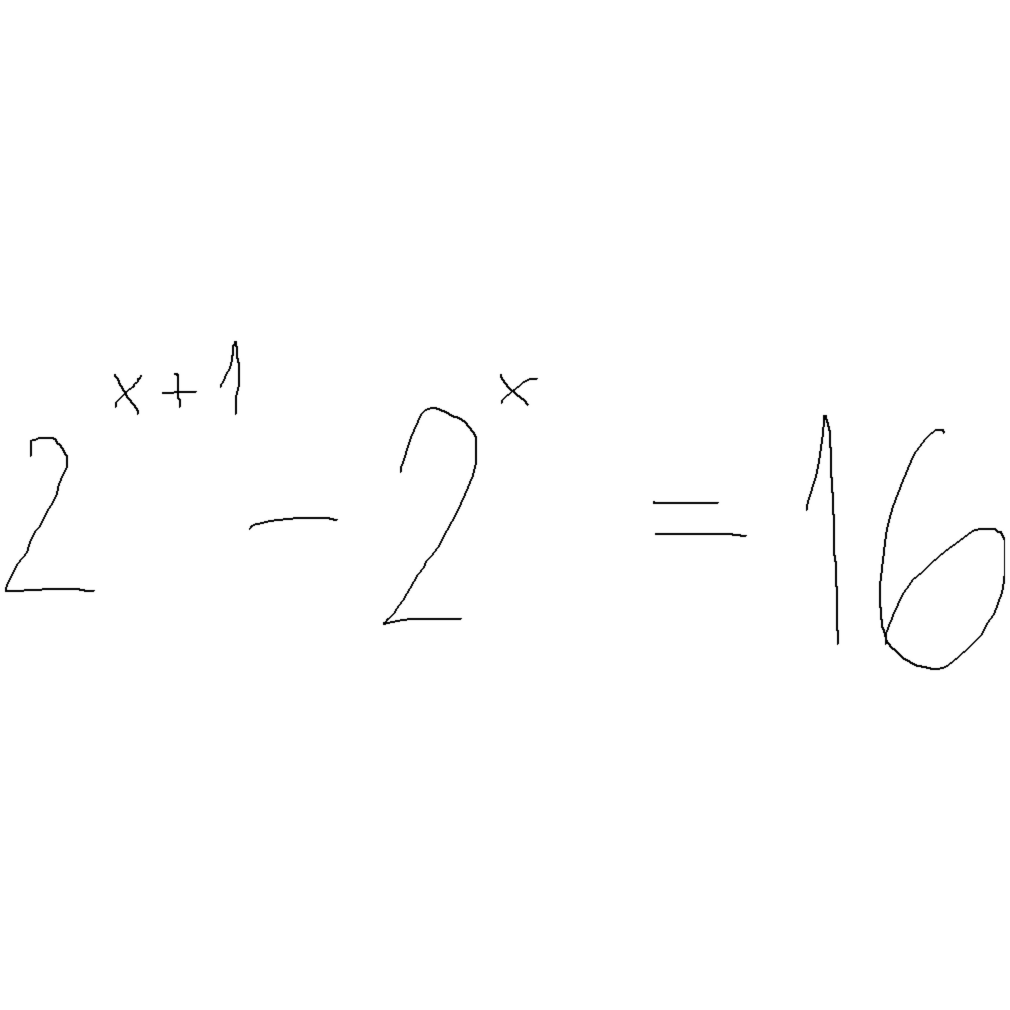 2^{x+1} - 2^{x} = 16